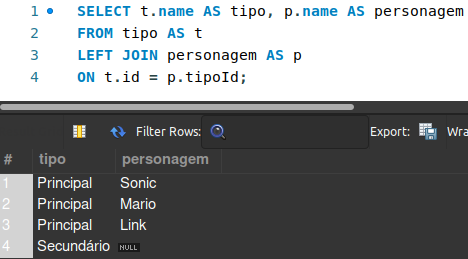 1 SELECT t.name AS tipo, p.name AS personagem
2 FROM tipo AS t
3 LEFT JOIN personagem AS p
4 ON t.id = p.tipoId;
Filter Rows: Export: Wra
# tipo personagem
1 Principal Sonic
2 Principal Mario
3 Principal Link
4 Secundário NULL